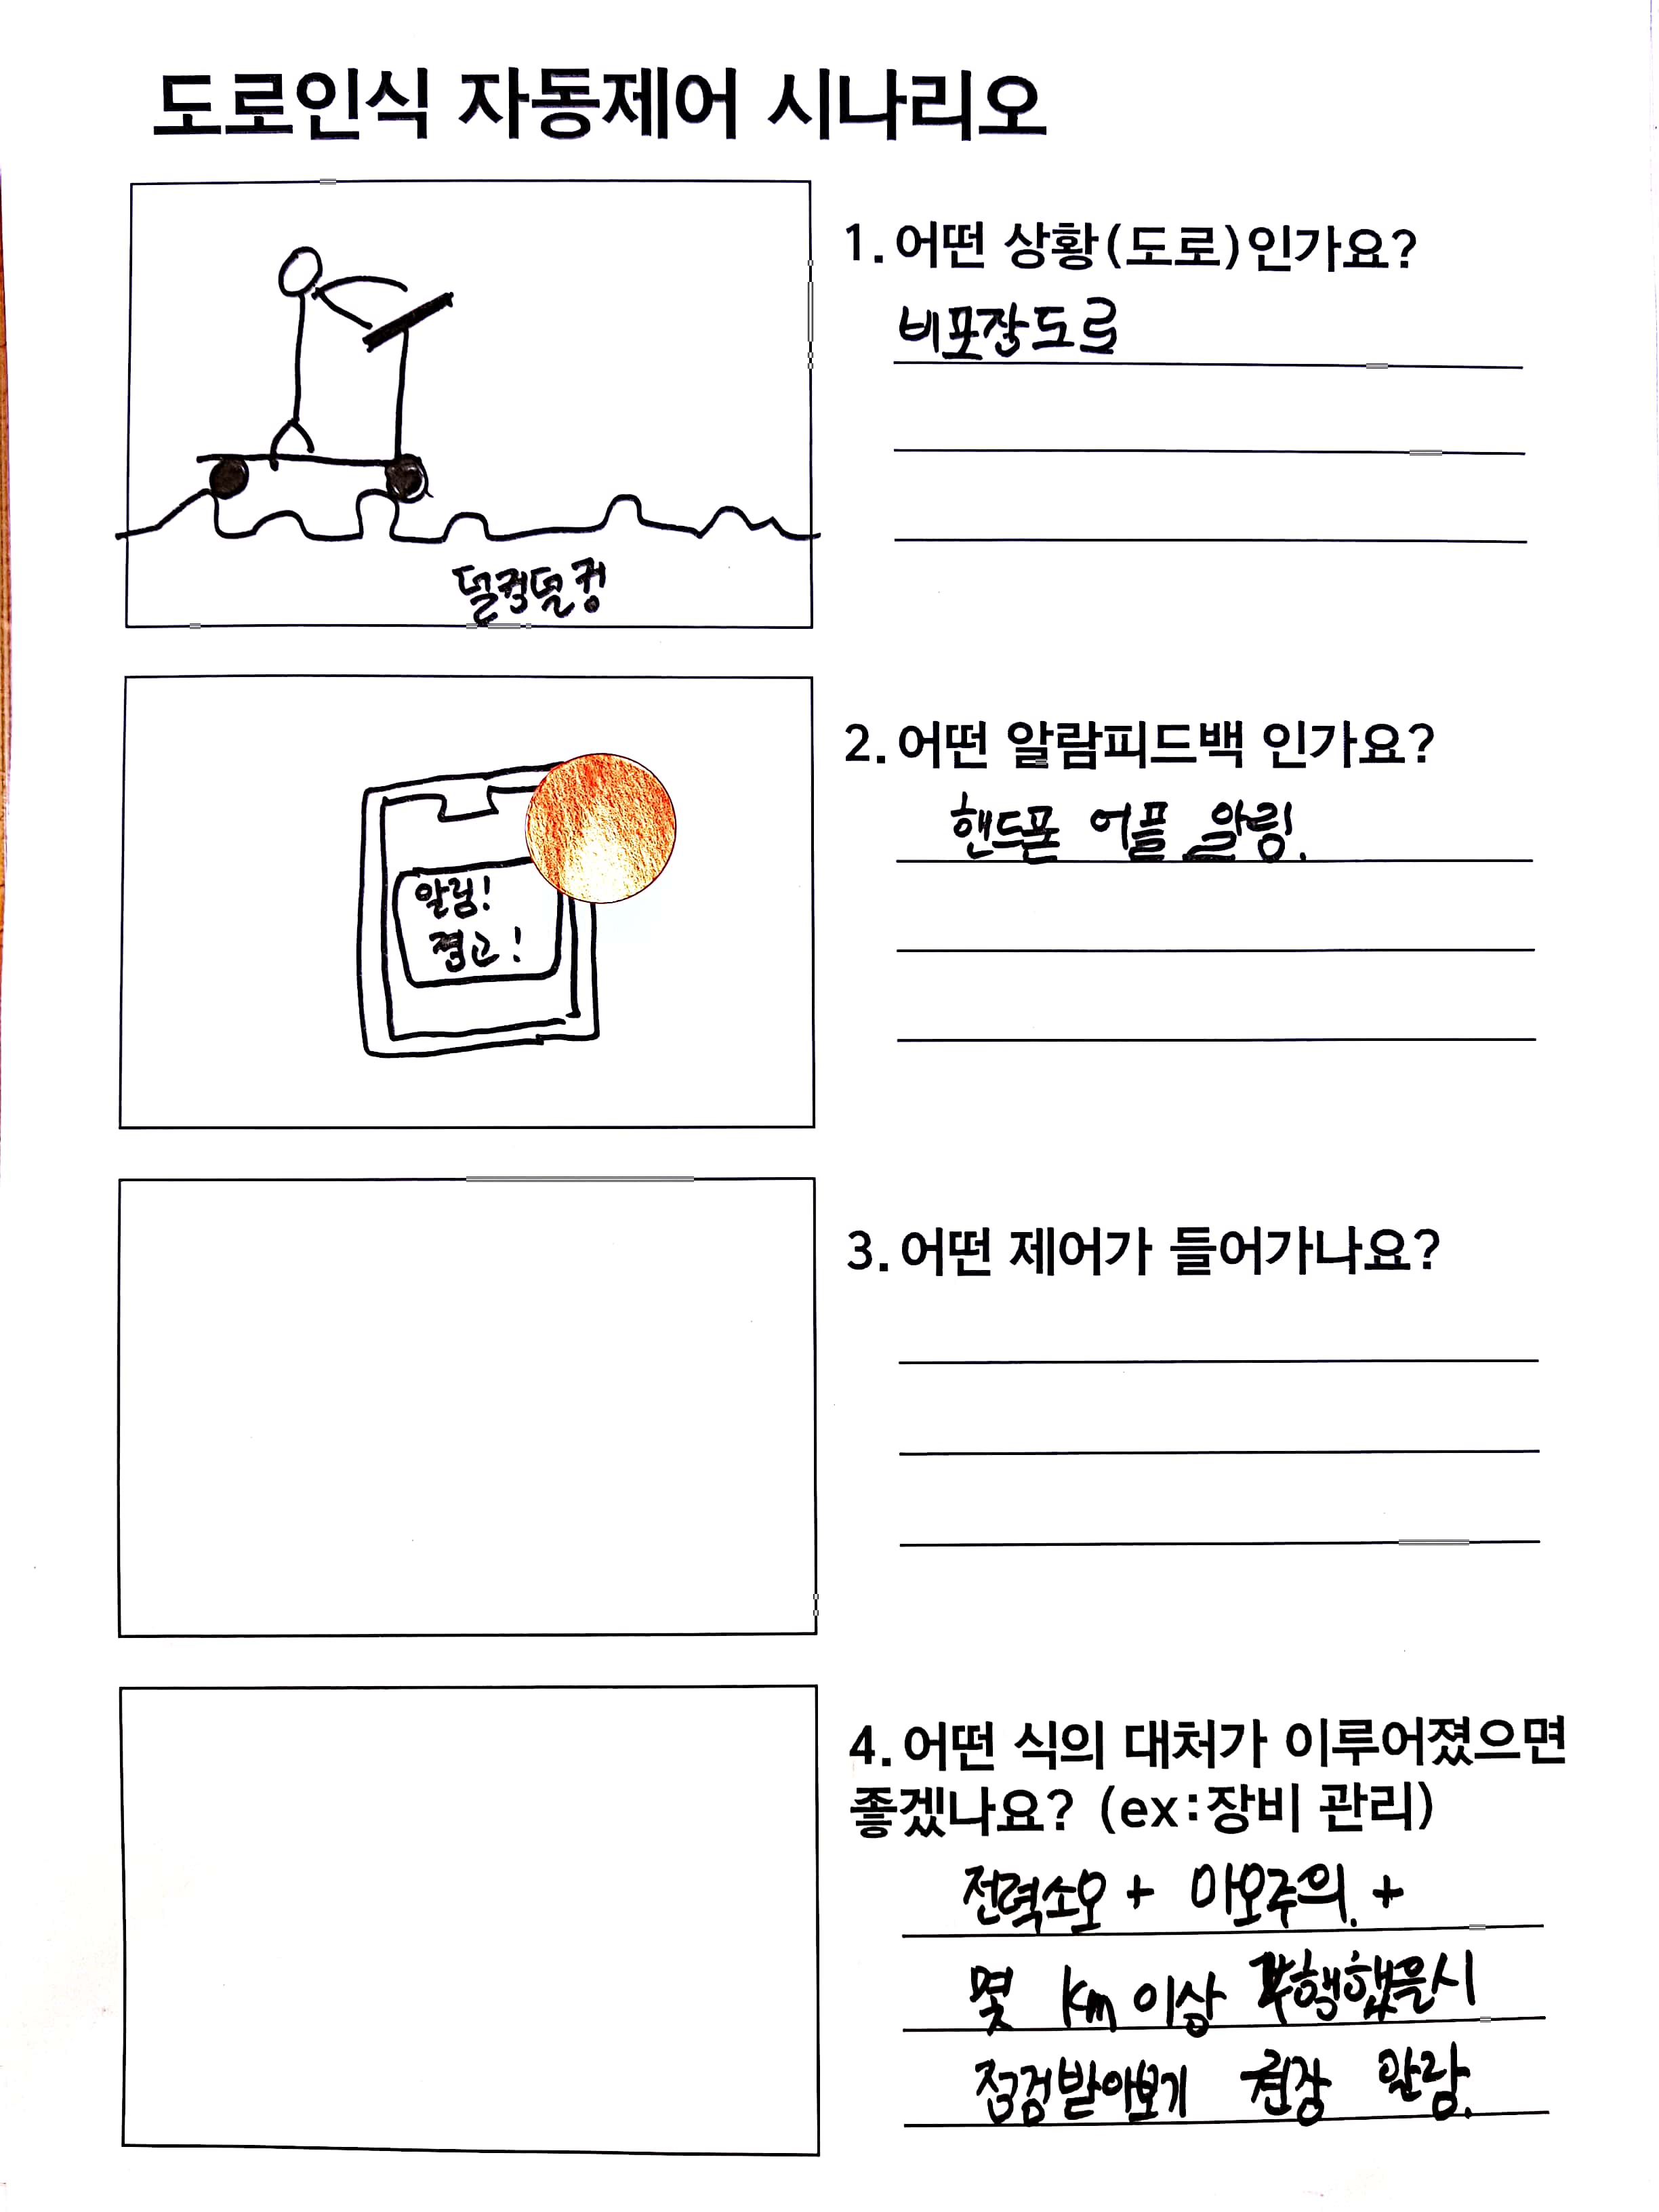 도로인식 자동제어 시나리오
1. 어떤 상황(도로)인가요?
비포장도로
덜컥덜컹
2. 어떤 알람피드백 인가요?
핸드폰 어플 알림.
알림!
경고!
3. 어떤 제어가 들어가나요?
4. 어떤 식의 대처가 이루어졌으면
좋겠나요? (ex:장비 관리)
전력소모 + 마모주의. +
몇 km 이상 주행했을시
점검받아보기 권장 알람.